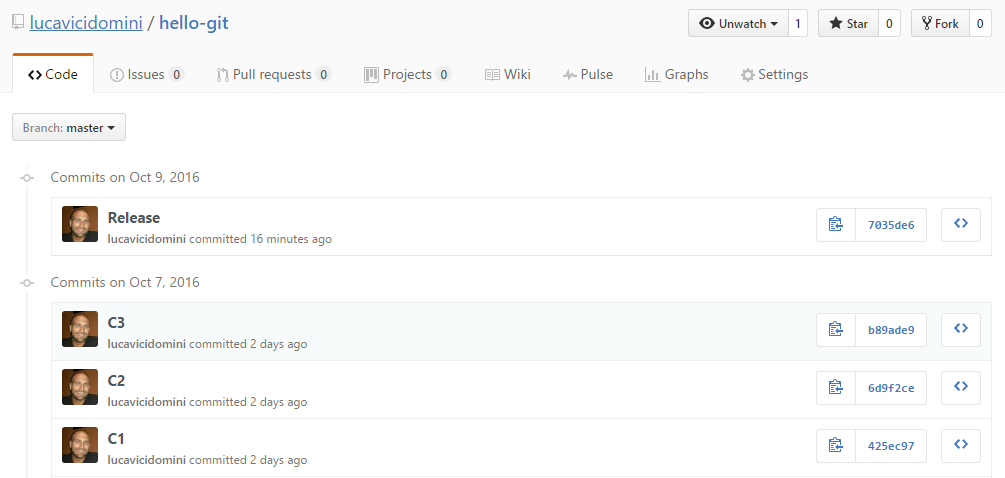 lucavicidomini / hello-git Unwatch 1 Star 0 Fork 0
Code Issues 0 Pull requests 0 Projects 0 Wiki Pulse Graphs Settings
Branch: master
Commits on Oct 9, 2016
Release
lucavicidomini committed 16 minutes ago
7035de6
Commits on Oct 7, 2016
C3
lucavicidomini committed 2 days ago
b89ade9
C2
lucavicidomini committed 2 days ago
6d9f2ce
C1
lucavicidomini committed 2 days ago
425ec97